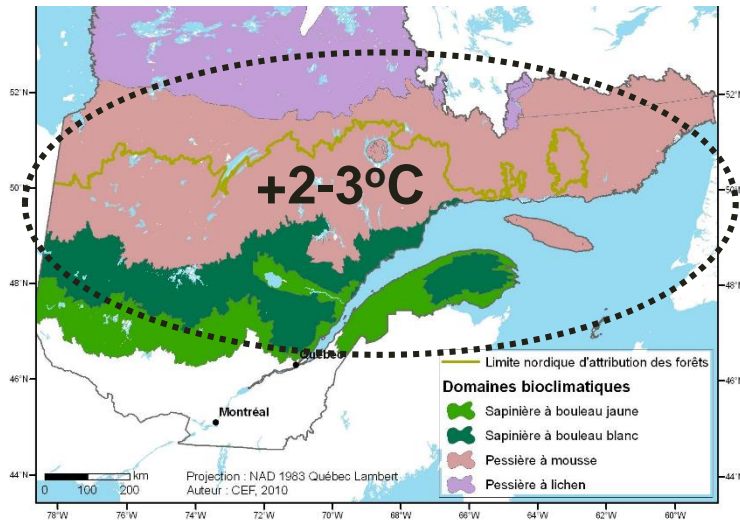 52°N
52°N
+2-3°C
50°N
50°N
48°N
48°N
Québec
Limite nordique d'attribution des forêts
46°N
Domaines bioclimatiques
Montréal
Sapinière à bouleau jaune
Sapinière à bouleau blanc
Pessière à mousse
km
0 100 200
Projection : NAD 1983 Québec Lambert
Auteur : CEF, 2010
Pessière à lichen
46°N
44°N
44°N
78°W 76°W 74°W 72°W 70°W 68°W 66°W 64°W 62°W 60°W